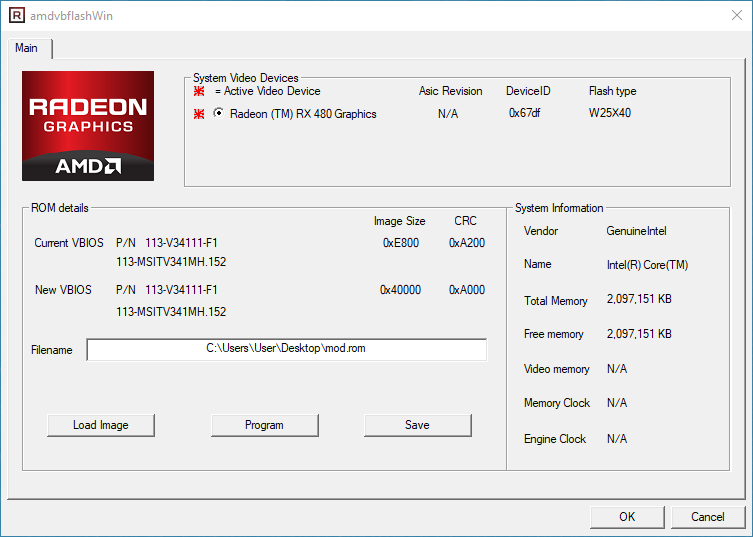 R amdvbflashWin
Main
RADEON
GRAPHICS
AMD
System Video Devices
= Active Video Device Asic Revision DeviceID Flash type
Radeon (TM) RX 480 Graphics N/A 0x67df W25X40
ROM details
Image Size CRC
Current VBIOS P/N 113-V34111-F1 0xE800 0xA200
113-MSITV341MH.152
New VBIOS P/N 113-V34111-F1 0x40000 0xA000
113-MSITV341MH.152
Filename C:\Users\User\Desktop\mod.rom
Load Image Program Save
System Information
Vendor GenuineIntel
Name Intel(R) Core(TM)
Total Memory 2,097,151 KB
Free memory 2,097,151 KB
Video memory N/A
Memory Clock N/A
Engine Clock N/A
OK Cancel